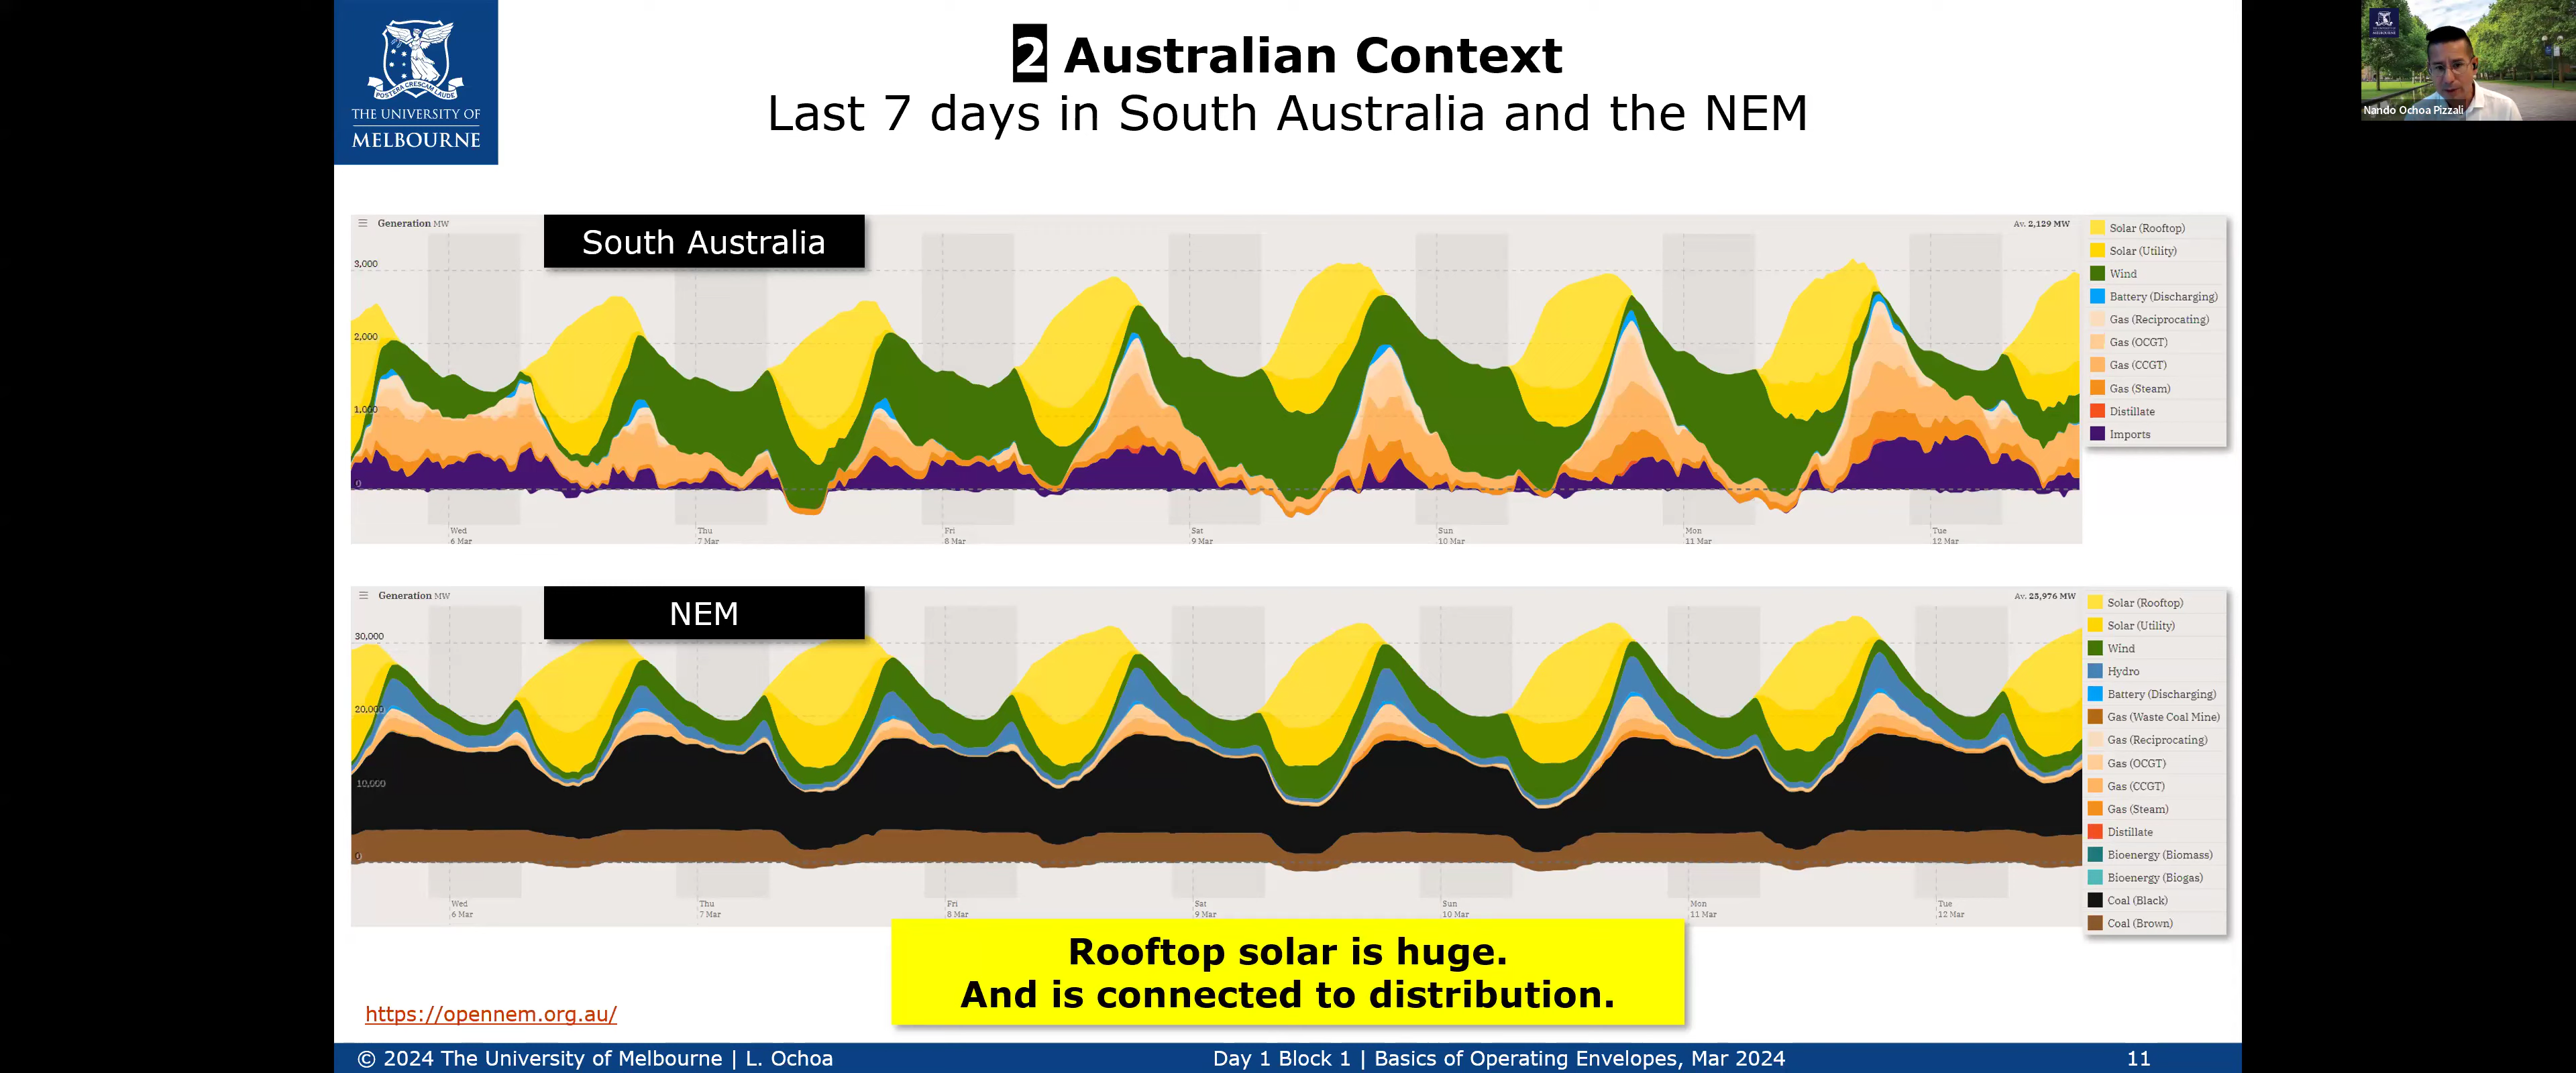 2 Australian Context
Last 7 days in South Australia and the NEM
POSTERA CRESCAM LAUDE
THE UNIVERSITY OF
MELBOURNE
Nando Ochoa Pizzali
Generation MW
South Australia
Av. 2,129 MW
3,000
2,000
1,000
0
Wed
6 Mar
Thu
7 Mar
Fri
8 Mar
Sat
9 Mar
Sun
10 Mar
Mon
11 Mar
Tue
12 Mar
Solar (Rooftop)
Solar (Utility)
Wind
Battery (Discharging)
Gas (Reciprocating)
Gas (OCGT)
Gas (CCGT)
Gas (Steam)
Distillate
Imports
Generation MW
NEM
Av. 25,976 MW
30,000
20,000
10,000
0
Wed
6 Mar
Thu
7 Mar
Fri
8 Mar
Sat
9 Mar
Sun
10 Mar
Mon
11 Mar
Tue
12 Mar
Solar (Rooftop)
Solar (Utility)
Wind
Hydro
Battery (Discharging)
Gas (Waste Coal Mine)
Gas (Reciprocating)
Gas (OCGT)
Gas (CCGT)
Gas (Steam)
Distillate
Bioenergy (Biomass)
Bioenergy (Biogas)
Coal (Black)
Coal (Brown)
Rooftop solar is huge.
And is connected to distribution.
https://opennem.org.au/
© 2024 The University of Melbourne | L. Ochoa
Day 1 Block 1 | Basics of Operating Envelopes, Mar 2024
11